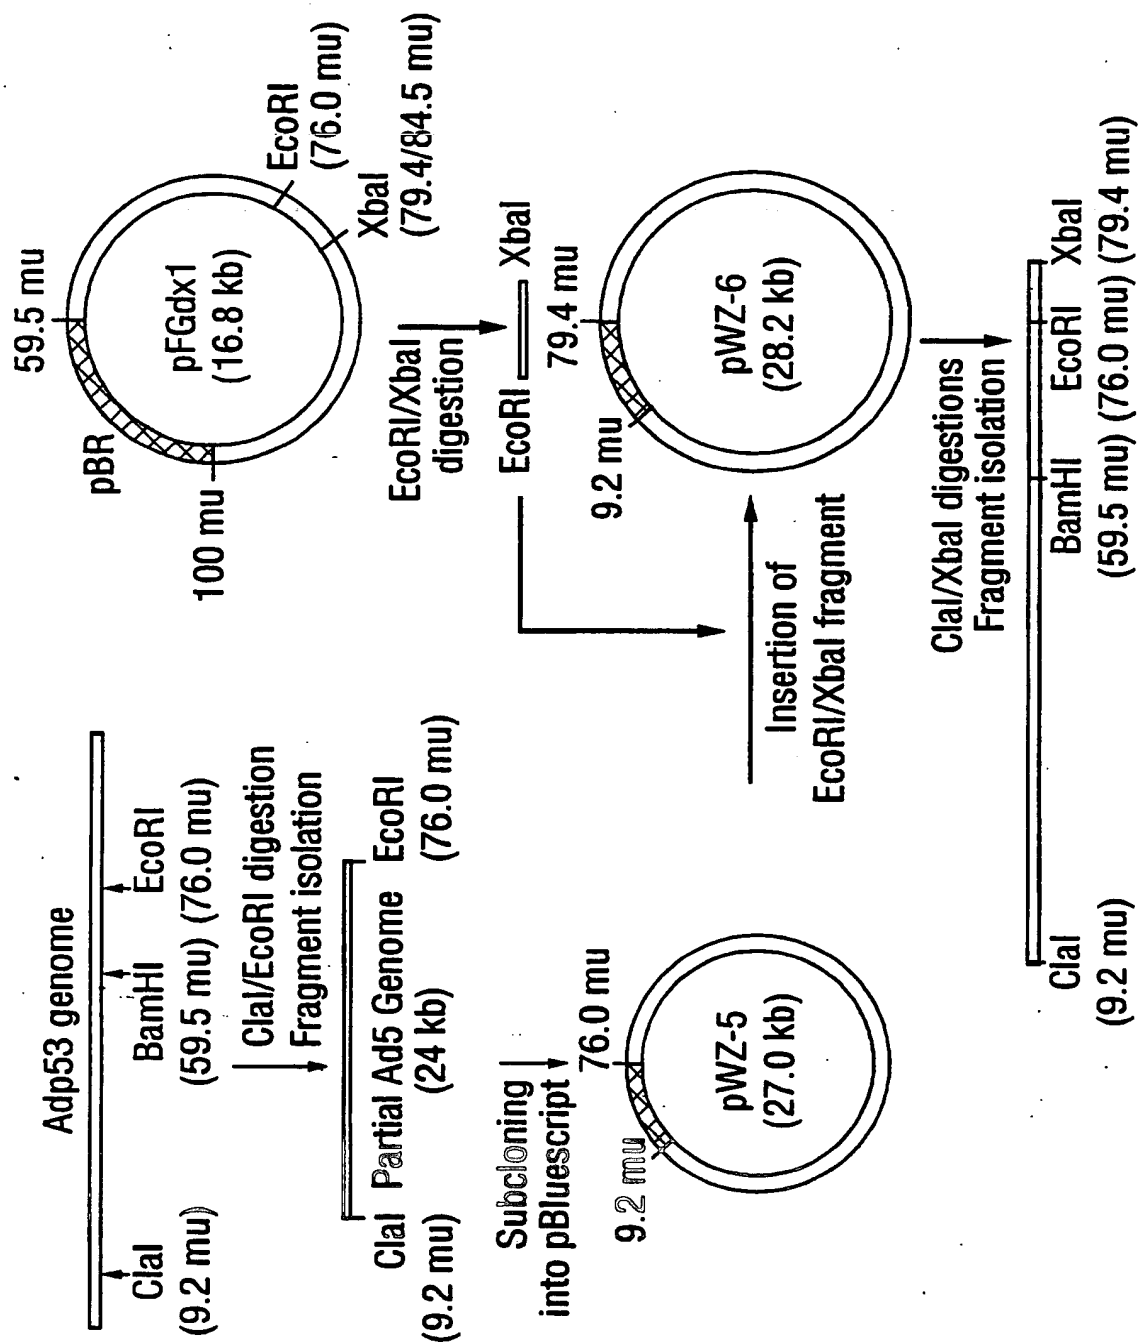 Adp53 genome
ClaI
(9.2 mu)
BamHI
(59.5 mu)
EcoRI
(76.0 mu)
ClaI/EcoRI digestion
Fragment isolation
ClaI
(9.2 mu)
Partial Ad5 Genome
(24 kb)
EcoRI
(76.0 mu)
Subcloning
into pBluescript
76.0 mu
9.2 mu
pWZ-5
(27.0 kb)
59.5 mu
pBR
100 mu
pFGdx1
(16.8 kb)
EcoRI
(76.0 mu)
XbaI
(79.4/84.5 mu)
EcoRI/XbaI
digestion
EcoRI
XbaI
Insertion of
EcoRI/XbaI fragment
79.4 mu
9.2 mu
pWZ-6
(28.2 kb)
ClaI/XbaI digestions
Fragment isolation
ClaI
(9.2 mu)
BamHI
(59.5 mu)
EcoRI
(76.0 mu)
XbaI
(79.4 mu)